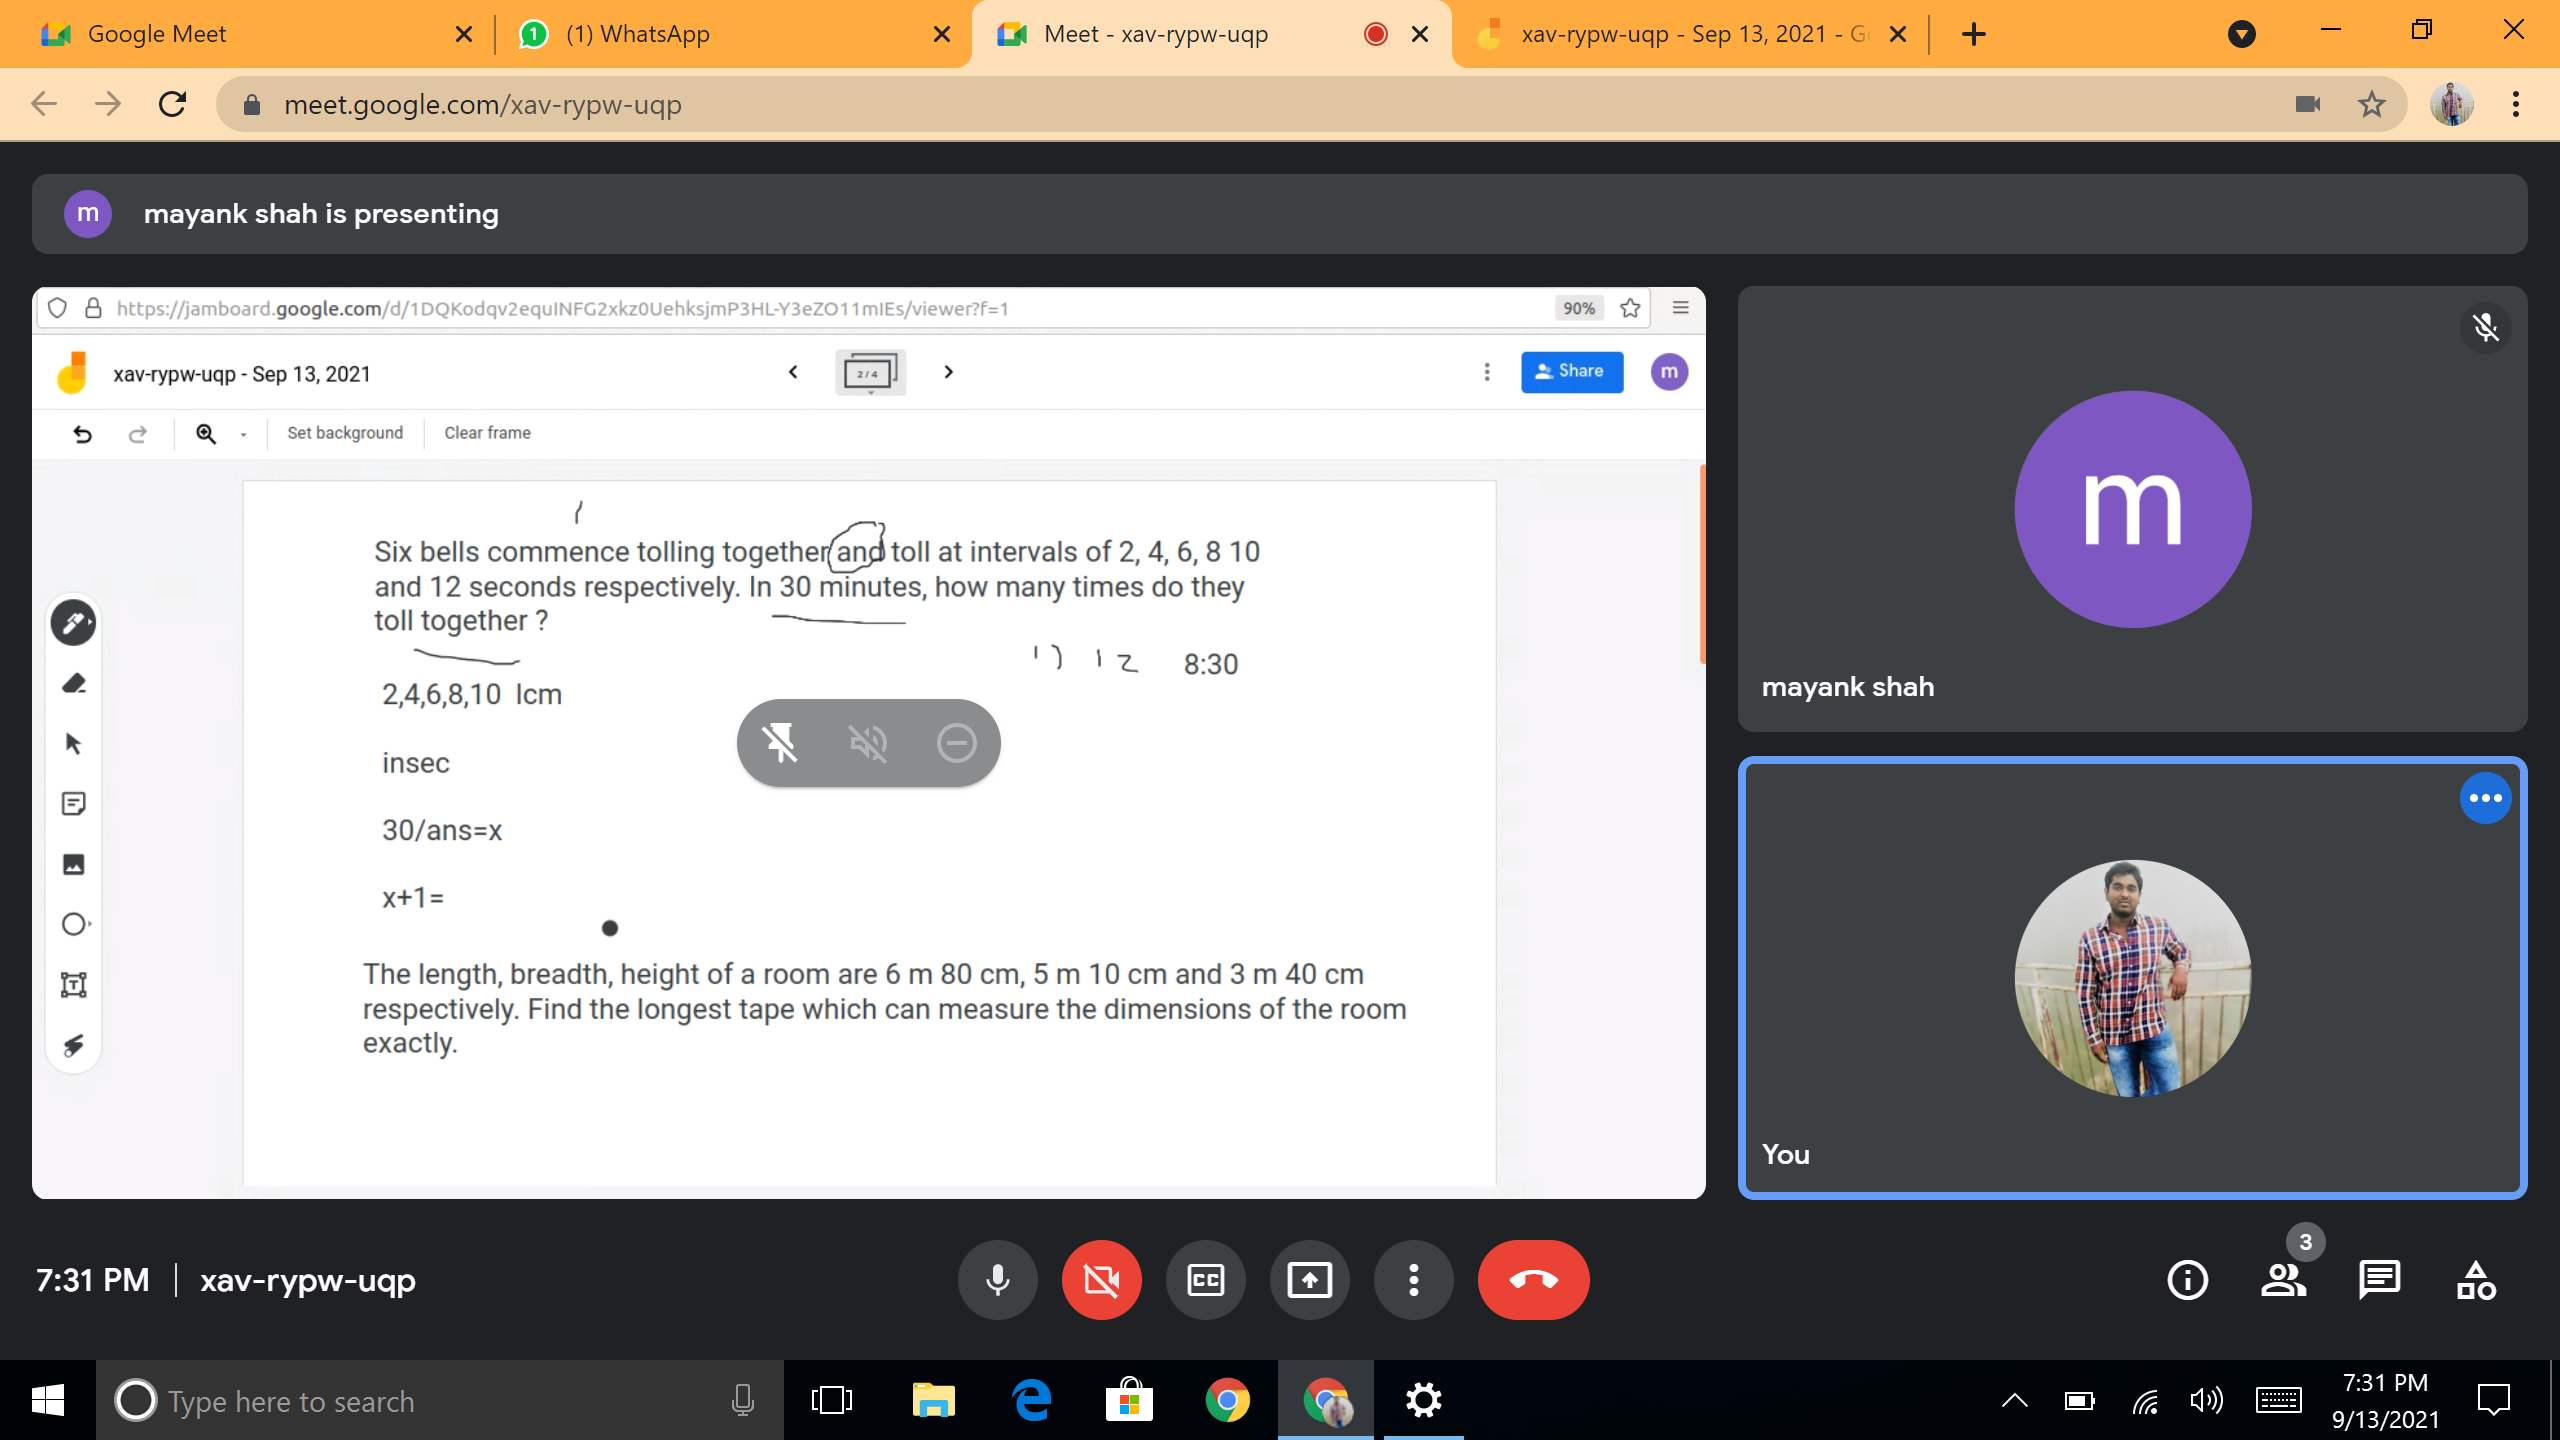 Google Meet
1
(1) WhatsApp
Meet - xav-rypw-uqp
xav-rypw-uqp - Sep 13, 2021 - Go
meet.google.com/xav-rypw-uqp
m
mayank shah is presenting
https://jamboard.google.com/d/1DQKodqv2equINFG2xkz0UehksjmP3HL-Y3eZO11mIEs/viewer?f=1
90%
xav-rypw-uqp - Sep 13, 2021
2 / 4
Share
m
Set background
Clear frame
Six bells commence tolling together and toll at intervals of 2, 4, 6, 8 10
and 12 seconds respectively. In 30 minutes, how many times do they
toll together ?
1) 12 8:30
2,4,6,8,10 lcm
insec
30/ans=x
x+1=
The length, breadth, height of a room are 6 m 80 cm, 5 m 10 cm and 3 m 40 cm
respectively. Find the longest tape which can measure the dimensions of the room
exactly.
m
mayank shah
You
7:31 PM
xav-rypw-uqp
CC
3
Type here to search
7:31 PM
9/13/2021